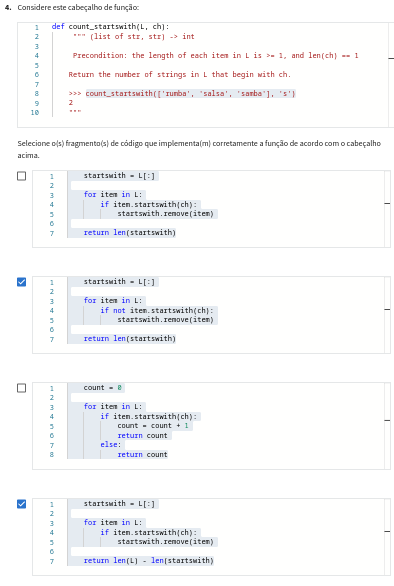 4. Considere este cabeçalho de função:
1 def count_startswith(L, ch):
2 """ (list of str, str) -> int
3
4 Precondition: the length of each item in L is >= 1, and len(ch) == 1
5
6 Return the number of strings in L that begin with ch.
7
8 >>> count_startswith(['rumba', 'salsa', 'samba'], 's')
9 2
10 """
Selecione o(s) fragmento(s) de código que implementa(m) corretamente a função de acordo com o cabeçalho
acima.
1 startswith = L[:]
2
3 for item in L:
4 if item.startswith(ch):
5 startswith.remove(item)
6
7 return len(startswith)
1 startswith = L[:]
2
3 for item in L:
4 if not item.startswith(ch):
5 startswith.remove(item)
6
7 return len(startswith)
1 count = 0
2
3 for item in L:
4 if item.startswith(ch):
5 count = count + 1
6 return count
7 else:
8 return count
1 startswith = L[:]
2
3 for item in L:
4 if item.startswith(ch):
5 startswith.remove(item)
6
7 return len(L) - len(startswith)